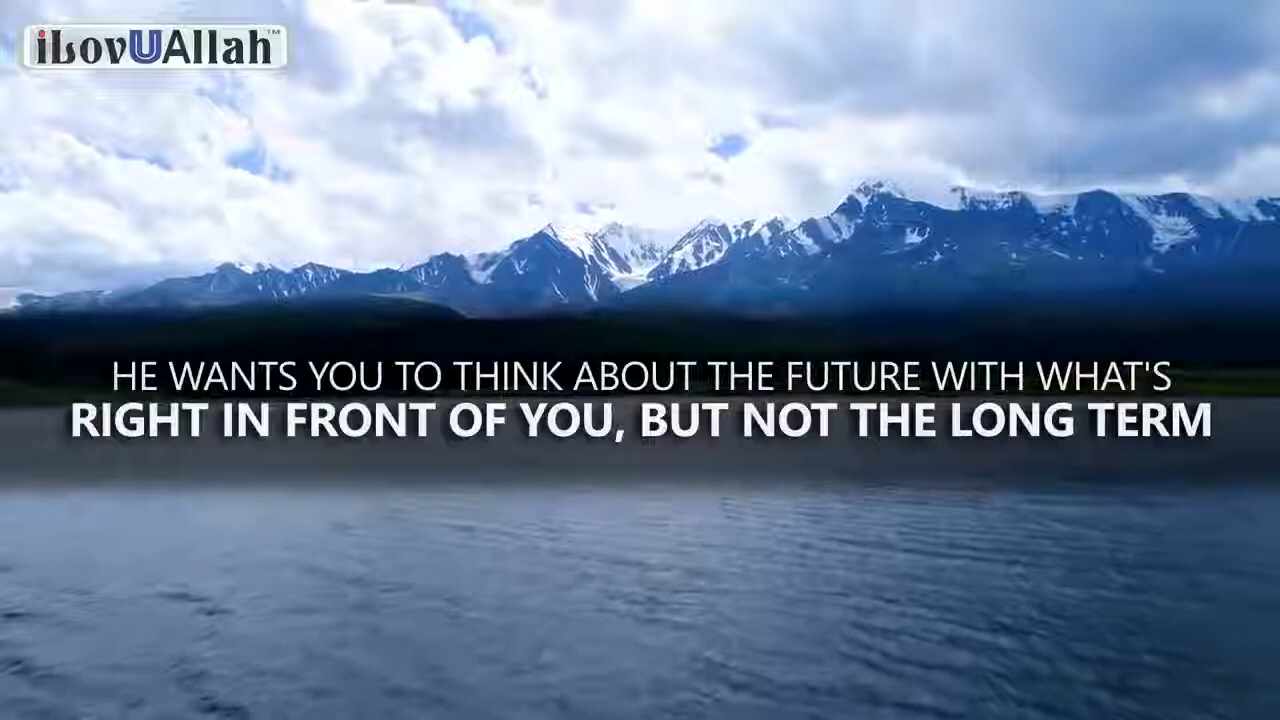 iLovUAllah™
HE WANTS YOU TO THINK ABOUT THE FUTURE WITH WHAT'S
RIGHT IN FRONT OF YOU, BUT NOT THE LONG TERM